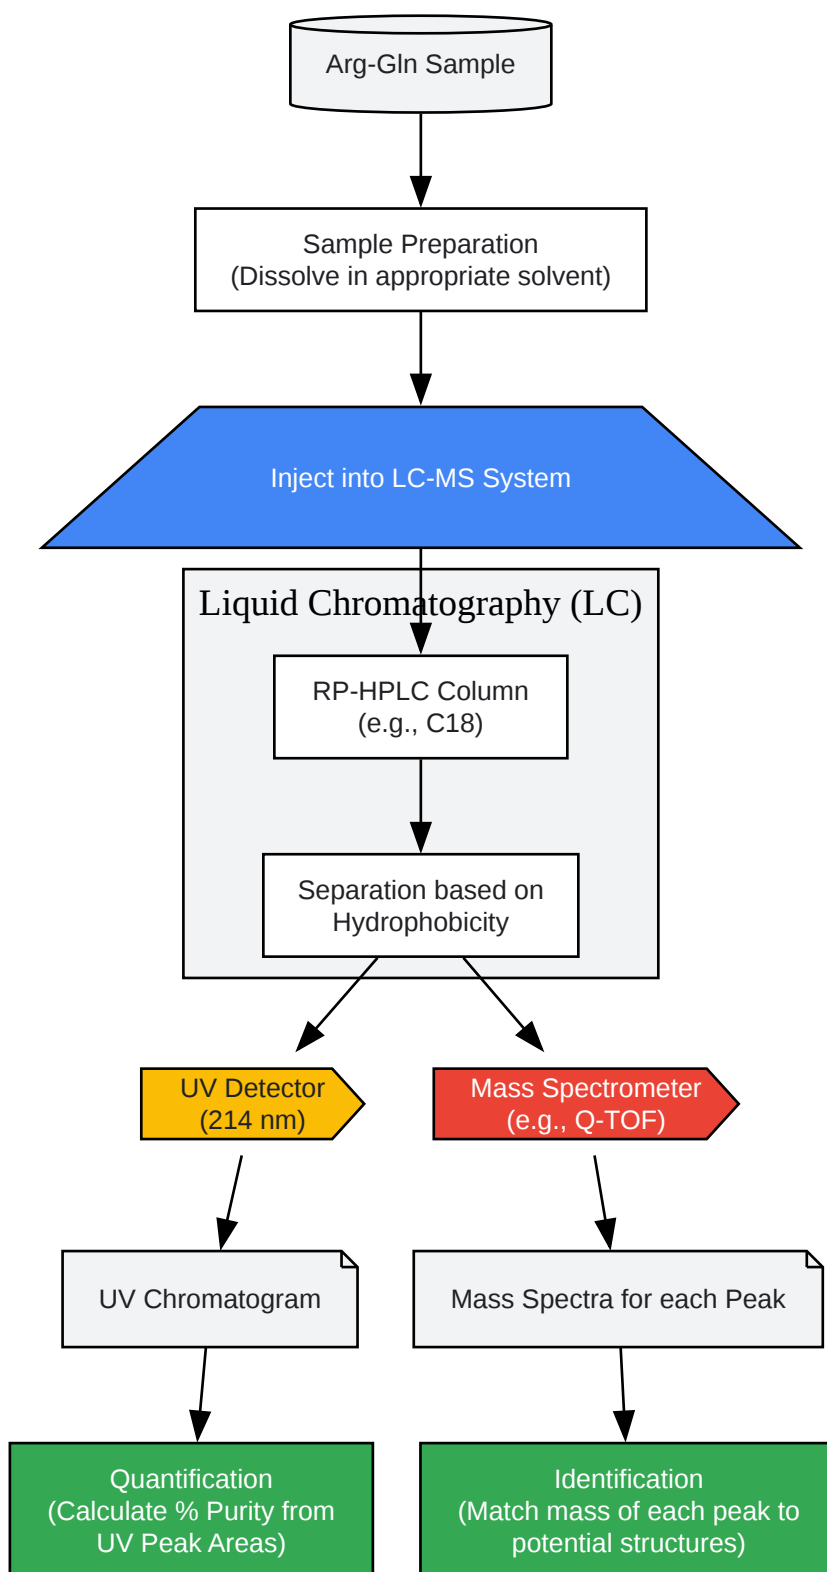 Arg-Gln Sample
Sample Preparation
(Dissolve in appropriate solvent)
Inject into LC-MS System
Liquid Chromatography (LC)
RP-HPLC Column
(e.g., C18)
Separation based on
Hydrophobicity
UV Detector
(214 nm)
Mass Spectrometer
(e.g., Q-TOF)
UV Chromatogram
Mass Spectra for each Peak
Quantification
(Calculate % Purity from
UV Peak Areas)
Identification
(Match mass of each peak to
potential structures)